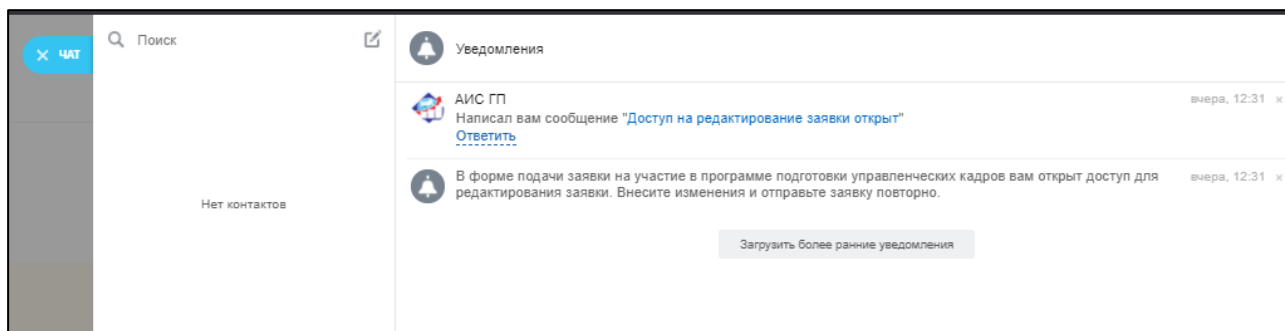 ЧАТ
Поиск
Нет контактов
Уведомления
АИС ГП
вчера, 12:31
Написал вам сообщение "Доступ на редактирование заявки открыт"
Ответить
В форме подачи заявки на участие в программе подготовки управленческих кадров вам открыт доступ для
вчера, 12:31
редактирования заявки. Внесите изменения и отправьте заявку повторно.
Загрузить более ранние уведомления